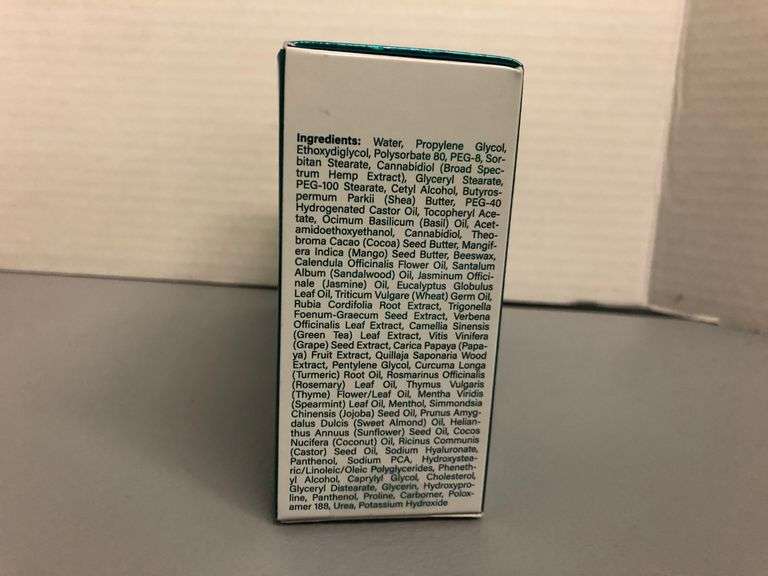 Ingredients: Water, Propylene Glycol,
Ethoxydiglycol, Polysorbate 80, PEG-8, Sor-
bitan Stearate, Cannabidiol (Broad Spec-
trum Hemp Extract), Glyceryl Stearate,
PEG-100 Stearate, Cetyl Alcohol, Butyros-
permum Parkii (Shea) Butter, PEG-40
Hydrogenated Castor Oil, Tocopheryl Ace-
tate, Ocimum Basilicum (Basil) Oil, Acet-
amidoethoxyethanol, Cannabidiol, Theo-
broma Cacao (Cocoa) Seed Butter, Mangif-
era Indica (Mango) Seed Butter, Beeswax,
Calendula Officinalis Flower Oil, Santalum
Album (Sandalwood) Oil, Jasminum Offici-
nale (Jasmine) Oil, Eucalyptus Globulus
Leaf Oil, Triticum Vulgare (Wheat) Germ Oil,
Rubia Cordifolia Root Extract, Trigonella
Foenum-Graecum Seed Extract, Verbena
Officinalis Leaf Extract, Camellia Sinensis
(Green Tea) Leaf Extract, Vitis Vinifera
(Grape) Seed Extract, Carica Papaya (Papa-
ya) Fruit Extract, Quillaja Saponaria Wood
Extract, Pentylene Glycol, Curcuma Longa
(Turmeric) Root Oil, Rosmarinus Officinalis
(Rosemary) Leaf Oil, Thymus Vulgaris
(Thyme) Flower/Leaf Oil, Mentha Viridis
(Spearmint) Leaf Oil, Menthol, Simmondsia
Chinensis (Jojoba) Seed Oil, Prunus Amyg-
dalus Dulcis (Sweet Almond) Oil, Helian-
thus Annuus (Sunflower) Seed Oil, Cocos
Nucifera (Coconut) Oil, Ricinus Communis
(Castor) Seed Oil, Sodium Hyaluronate,
Panthenol, Sodium PCA, Hydroxystea-
ric/Linoleic/Oleic Polyglycerides, Pheneth-
yl Alcohol, Caprylyl Glycol, Cholesterol,
Glyceryl Distearate, Glycerin, Hydroxypro-
line, Panthenol, Proline, Carbomer, Polox-
amer 188, Urea, Potassium Hydroxide